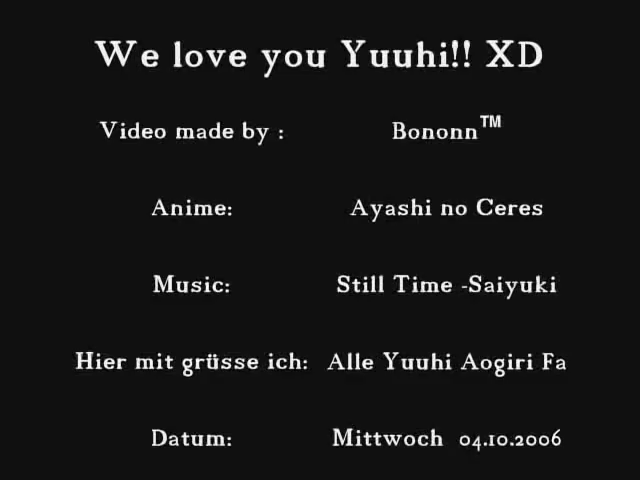 We love you Yuuhi!! XD
Video made by : Bononn™
Anime: Ayashi no Ceres
Music: Still Time -Saiyuki
Hier mit grüsse ich: Alle Yuuhi Aogiri Fa
Datum: Mittwoch 04.10.2006